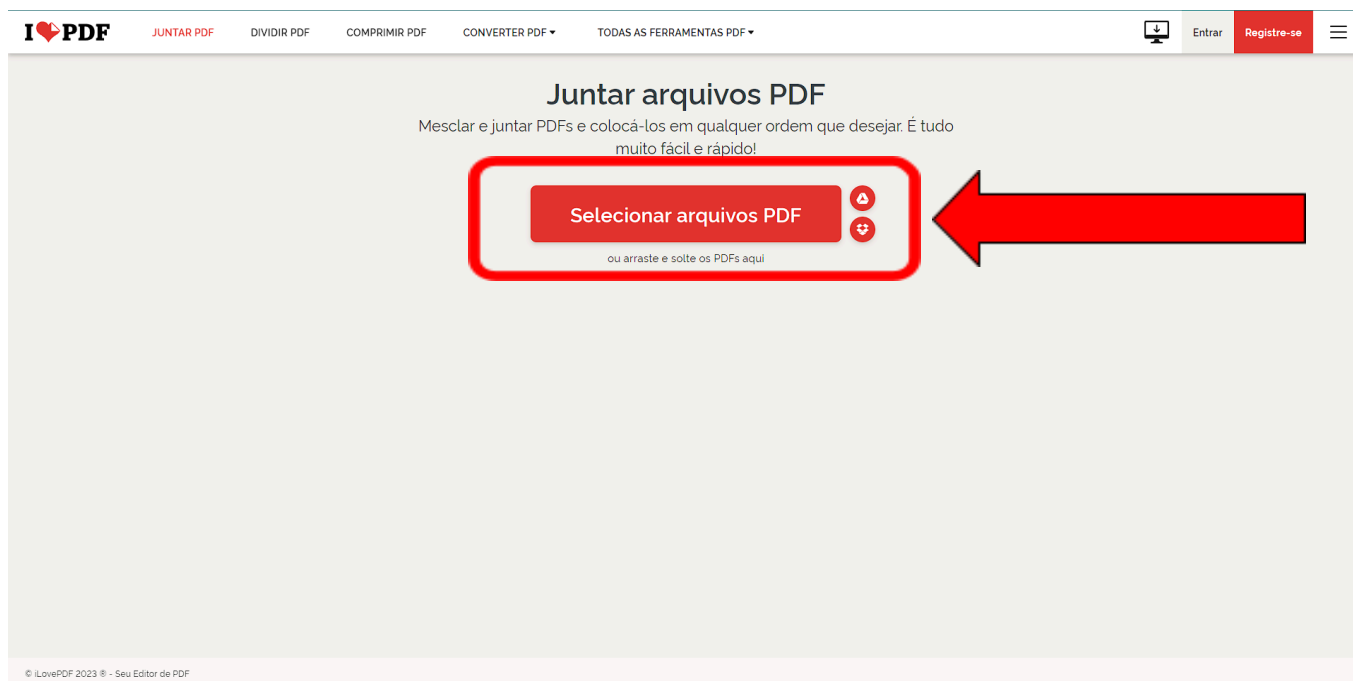 I PDF
JUNTAR PDF
DIVIDIR PDF
COMPRIMIR PDF
CONVERTER PDF
TODAS AS FERRAMENTAS PDF
Entrar
Registre-se
Juntar arquivos PDF
Mesclar e juntar PDFs e colocá-los em qualquer ordem que desejar. É tudo
muito fácil e rápido!
Selecionar arquivos PDF
ou arraste e solte os PDFs aqui
© iLovePDF 2023 ® - Seu Editor de PDF